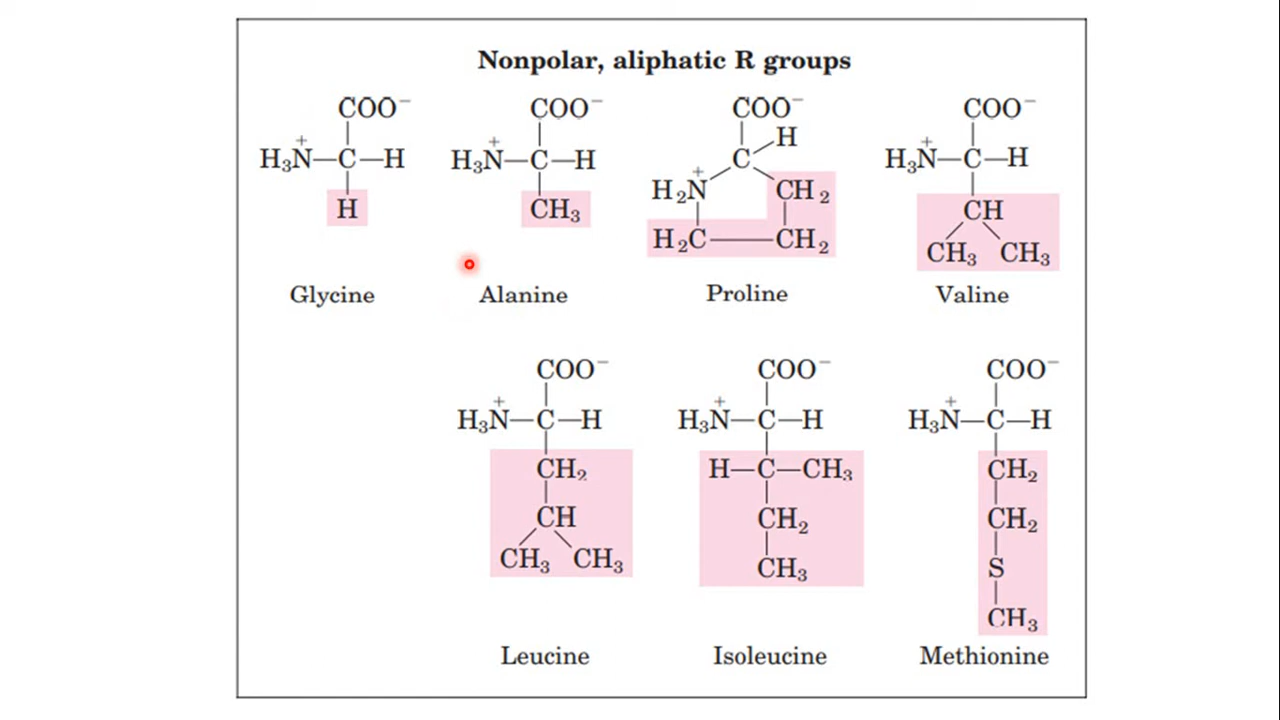 Nonpolar, aliphatic R groups
COO⁻ COO⁻ COO⁻ COO⁻
H
H₃N⁺—C—H H₃N⁺—C—H C H₃N⁺—C—H
H₂N⁺ CH₂
H CH₃ CH
H₂C CH₂ CH₃ CH₃
Glycine Alanine Proline Valine
COO⁻ COO⁻ COO⁻
H₃N⁺—C—H H₃N⁺—C—H H₃N⁺—C—H
CH₂ H—C—CH₃ CH₂
CH CH₂ CH₂
CH₃ CH₃ CH₃ S
CH₃
Leucine Isoleucine Methionine